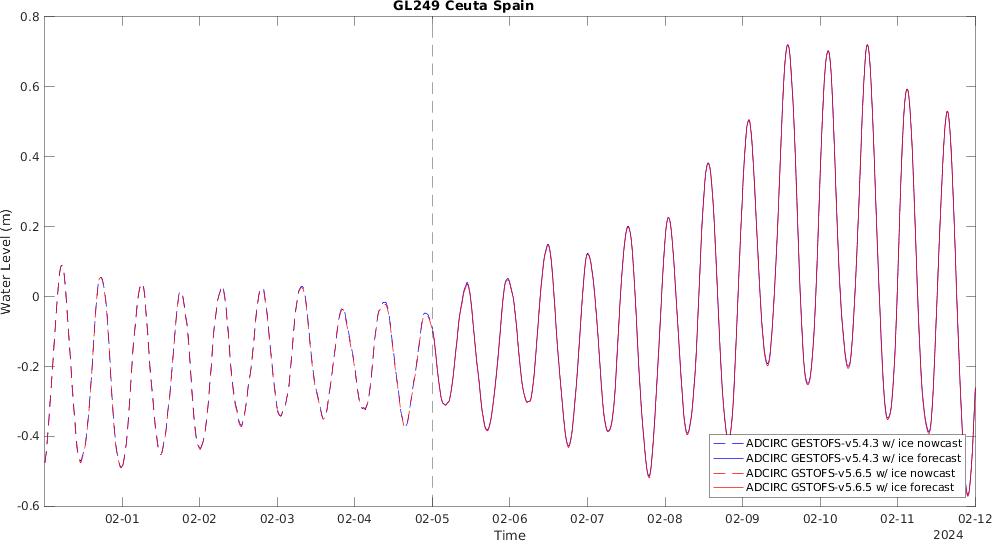 GL249 Ceuta Spain
0.8
0.6
0.4
0.2
0
-0.2
-0.4
-0.6
Water Level (m)
ADCIRC GESTOFS-v5.4.3 w/ ice nowcast
ADCIRC GESTOFS-v5.4.3 w/ ice forecast
ADCIRC GSTOFS-v5.6.5 w/ ice nowcast
ADCIRC GSTOFS-v5.6.5 w/ ice forecast
02-01 02-02 02-03 02-04 02-05 02-06 02-07 02-08 02-09 02-10 02-11 02-12
Time
2024